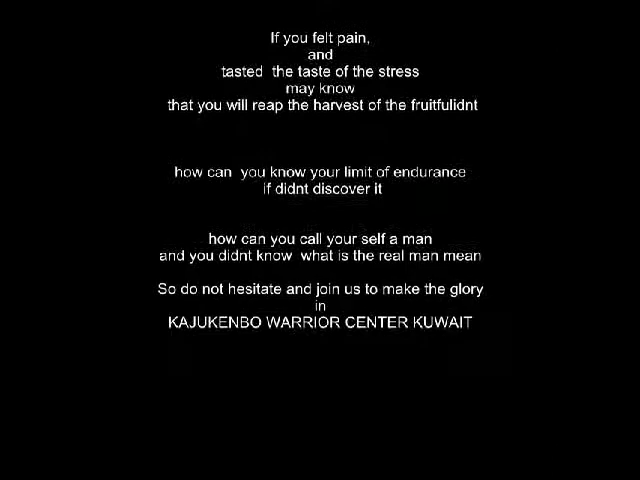 If you felt pain,
and
tasted  the taste of the stress
may know
that you will reap the harvest of the fruitfulidnt
how can  you know your limit of endurance
if didnt discover it
how can you call your self a man
and you didnt know  what is the real man mean
So do not hesitate and join us to make the glory
in
KAJUKENBO WARRIOR CENTER KUWAIT